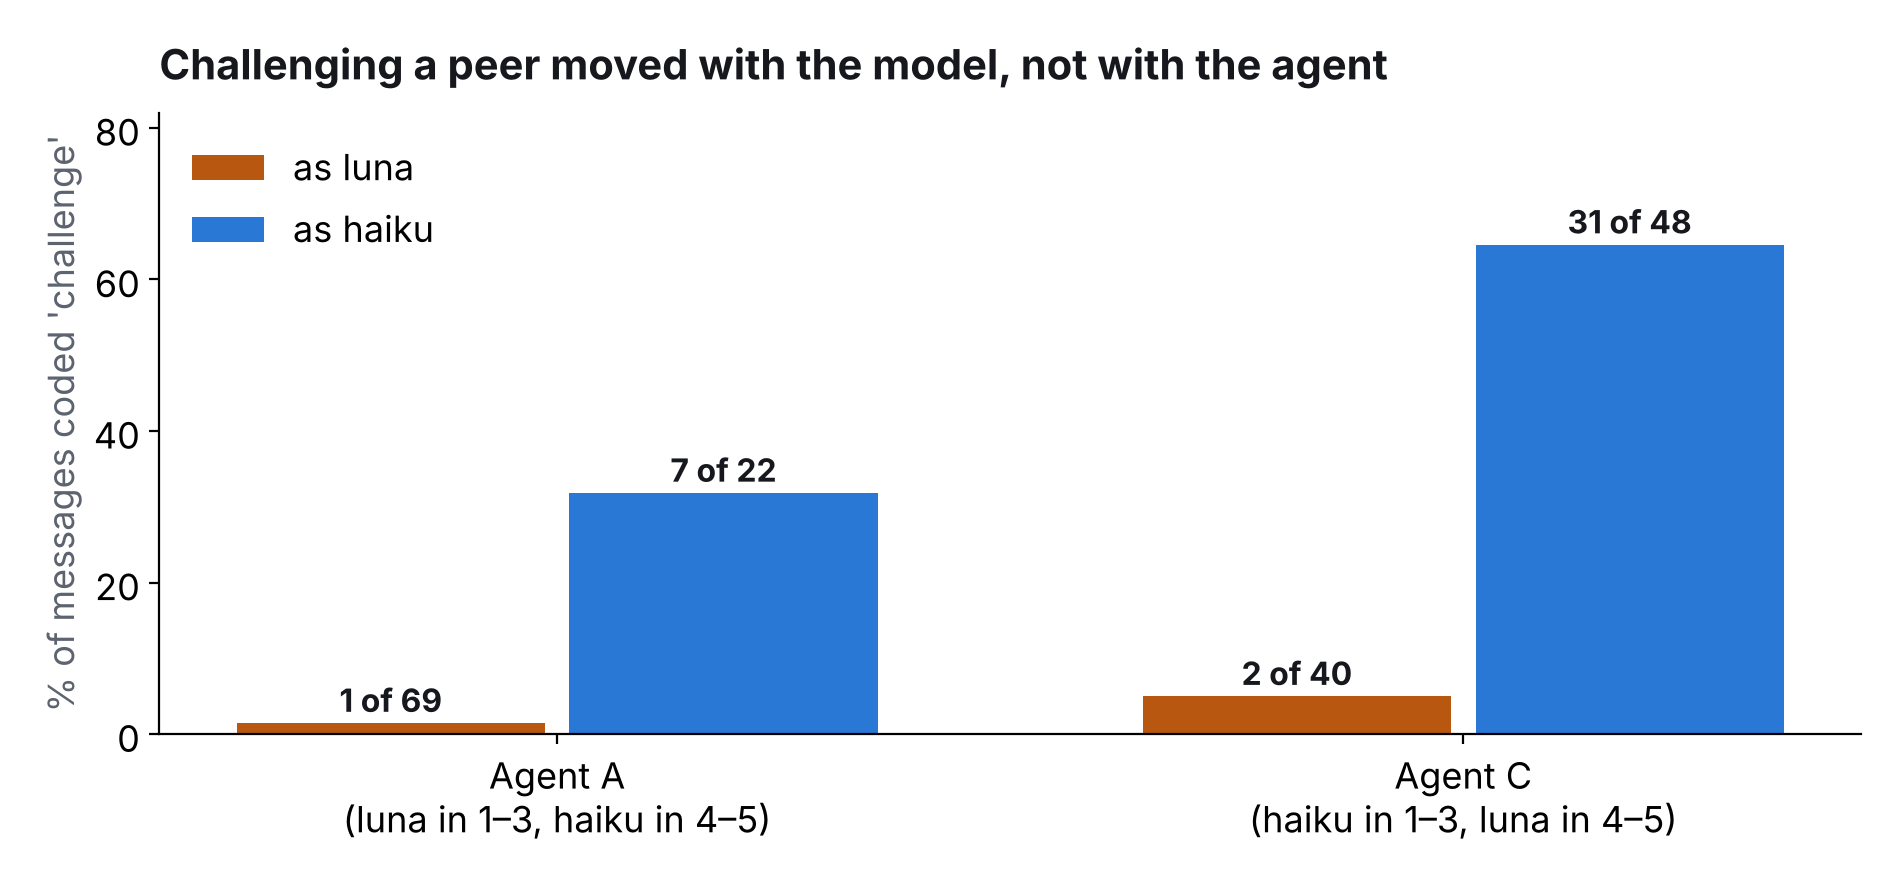 Challenging a peer moved with the model, not with the agent
% of messages coded 'challenge'
80
60
40
20
0
as luna
as haiku
1 of 69
7 of 22
2 of 40
31 of 48
Agent A
(luna in 1–3, haiku in 4–5)
Agent C
(haiku in 1–3, luna in 4–5)